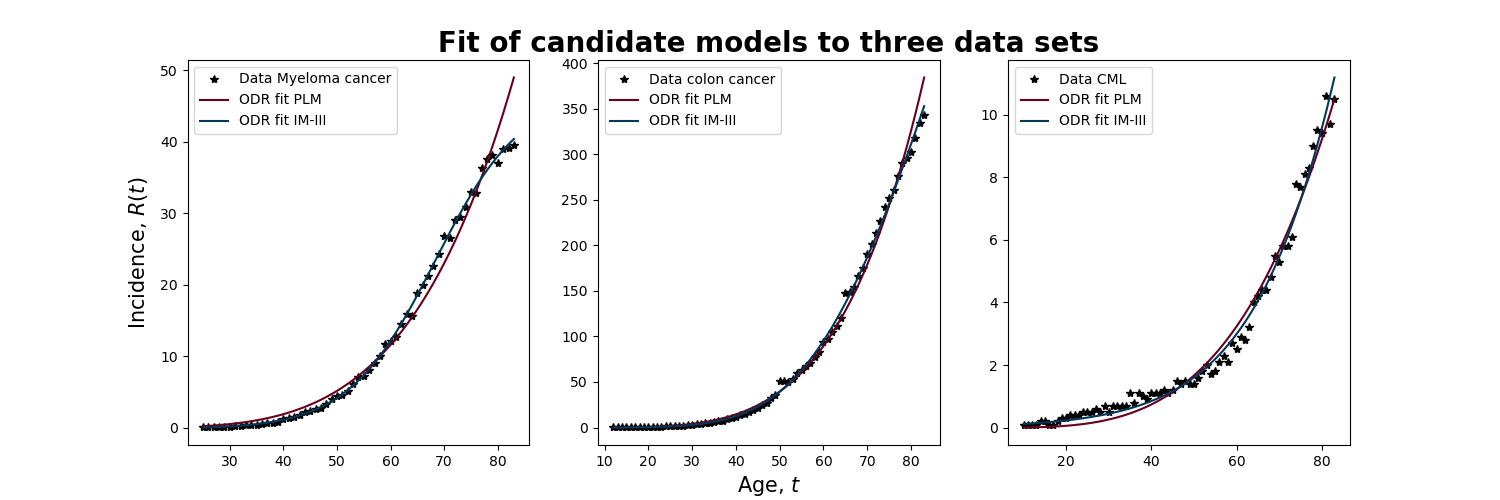 Fit of candidate models to three data sets
Incidence, R(t)
50
40
30
20
10
0
Data Myeloma cancer
ODR fit PLM
ODR fit IM-III
30 40 50 60 70 80
400
350
300
250
200
150
100
50
0
Data colon cancer
ODR fit PLM
ODR fit IM-III
10 20 30 40 50 60 70 80
Age, t
10
8
6
4
2
0
Data CML
ODR fit PLM
ODR fit IM-III
20 40 60 80